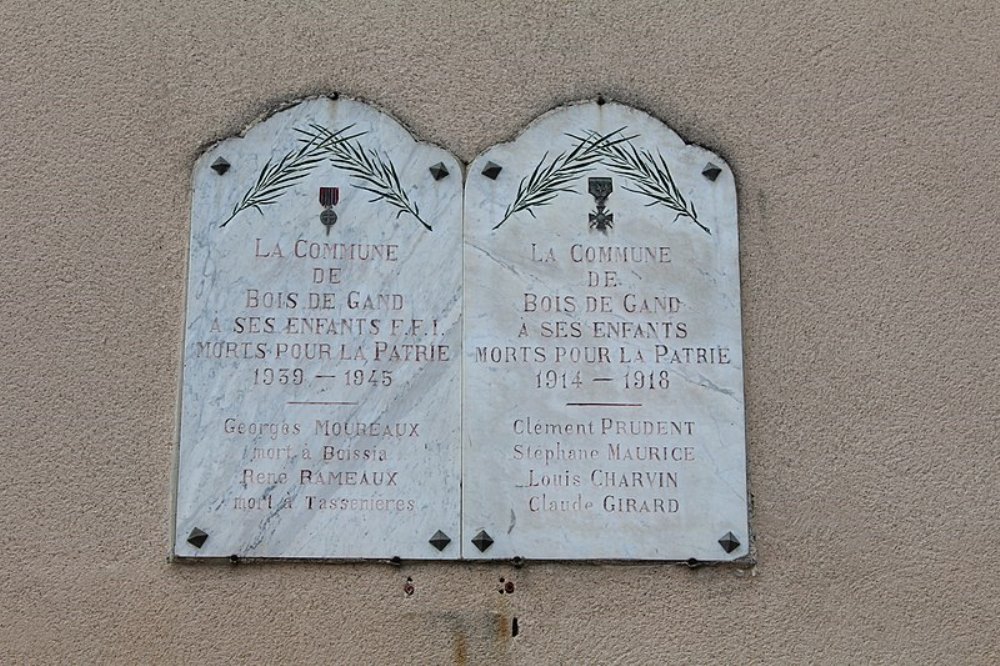 La Commune
de
Bois de Gand
à ses enfants F.F.I.
morts pour la Patrie
1939 — 1945
Georges MOUREAUX
mort à Boissia
René RAMEAUX
mort à Tassenières
La Commune
de
Bois de Gand
à ses enfants
morts pour la Patrie
1914 — 1918
Clément PRUDENT
Stéphane MAURICE
Louis CHARVIN
Claude GIRARD